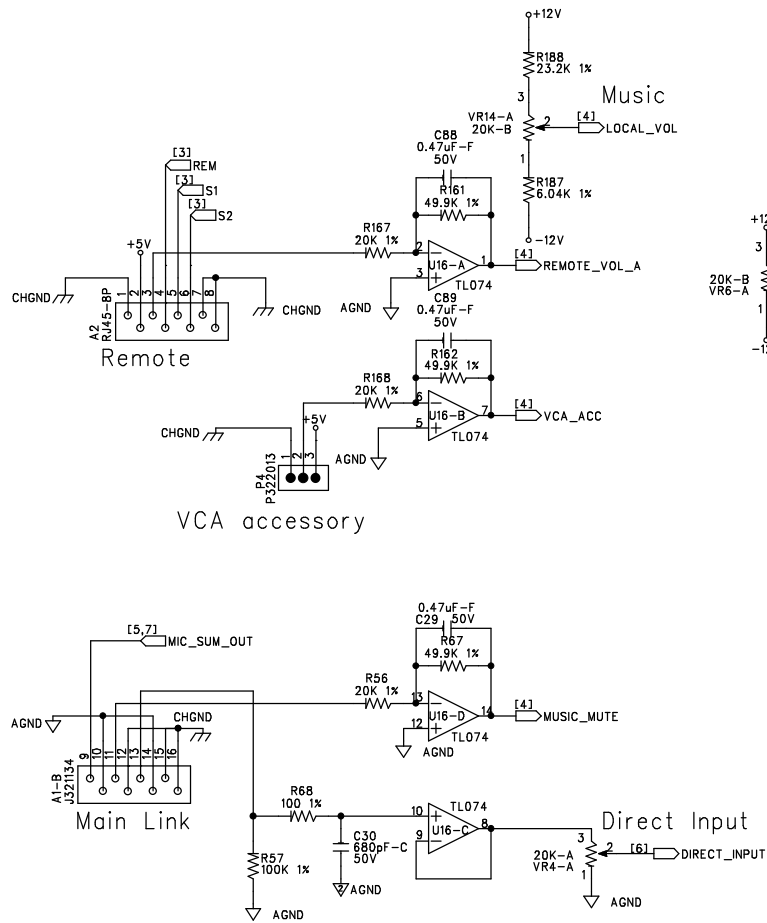 +12V
R188
23.2K 1%
3
Music
VR14-A
20K-B
2
[4]
LOCAL_VOL
1
R187
6.04K 1%
-12V
C88
0.47uF-F
50V
R161
49.9K 1%
[3]
REM
[3]
S1
[3]
S2
+5V
R167
20K 1%
2
3
U16-A
1
TL074
[4]
REMOTE_VOL_A
CHGND
1
2
3
4
5
6
7
8
CHGND
AGND
A2
RJ45-8P
Remote
+12
3
20K-B
VR6-A
1
-12
C89
0.47uF-F
50V
R162
49.9K 1%
R168
20K 1%
6
5
U16-B
7
TL074
[4]
VCA_ACC
CHGND
+5V
1
2
3
AGND
P4
P322013
VCA accessory
[5,7]
MIC_SUM_OUT
0.47uF-F
C29 50V
R67
49.9K 1%
R56
20K 1%
13
12
U16-D
14
TL074
[4]
MUSIC_MUTE
AGND
AGND
CHGND
9
10
11
12
13
14
15
16
A1-B
J321134
Main Link
R68
100 1%
TL074
10
9
U16-C
8
Direct Input
C30
680pF-C
50V
R57
100K 1%
3
20K-A
VR4-A
2
1
[6]
DIRECT_INPUT
2
AGND
AGND
AGND